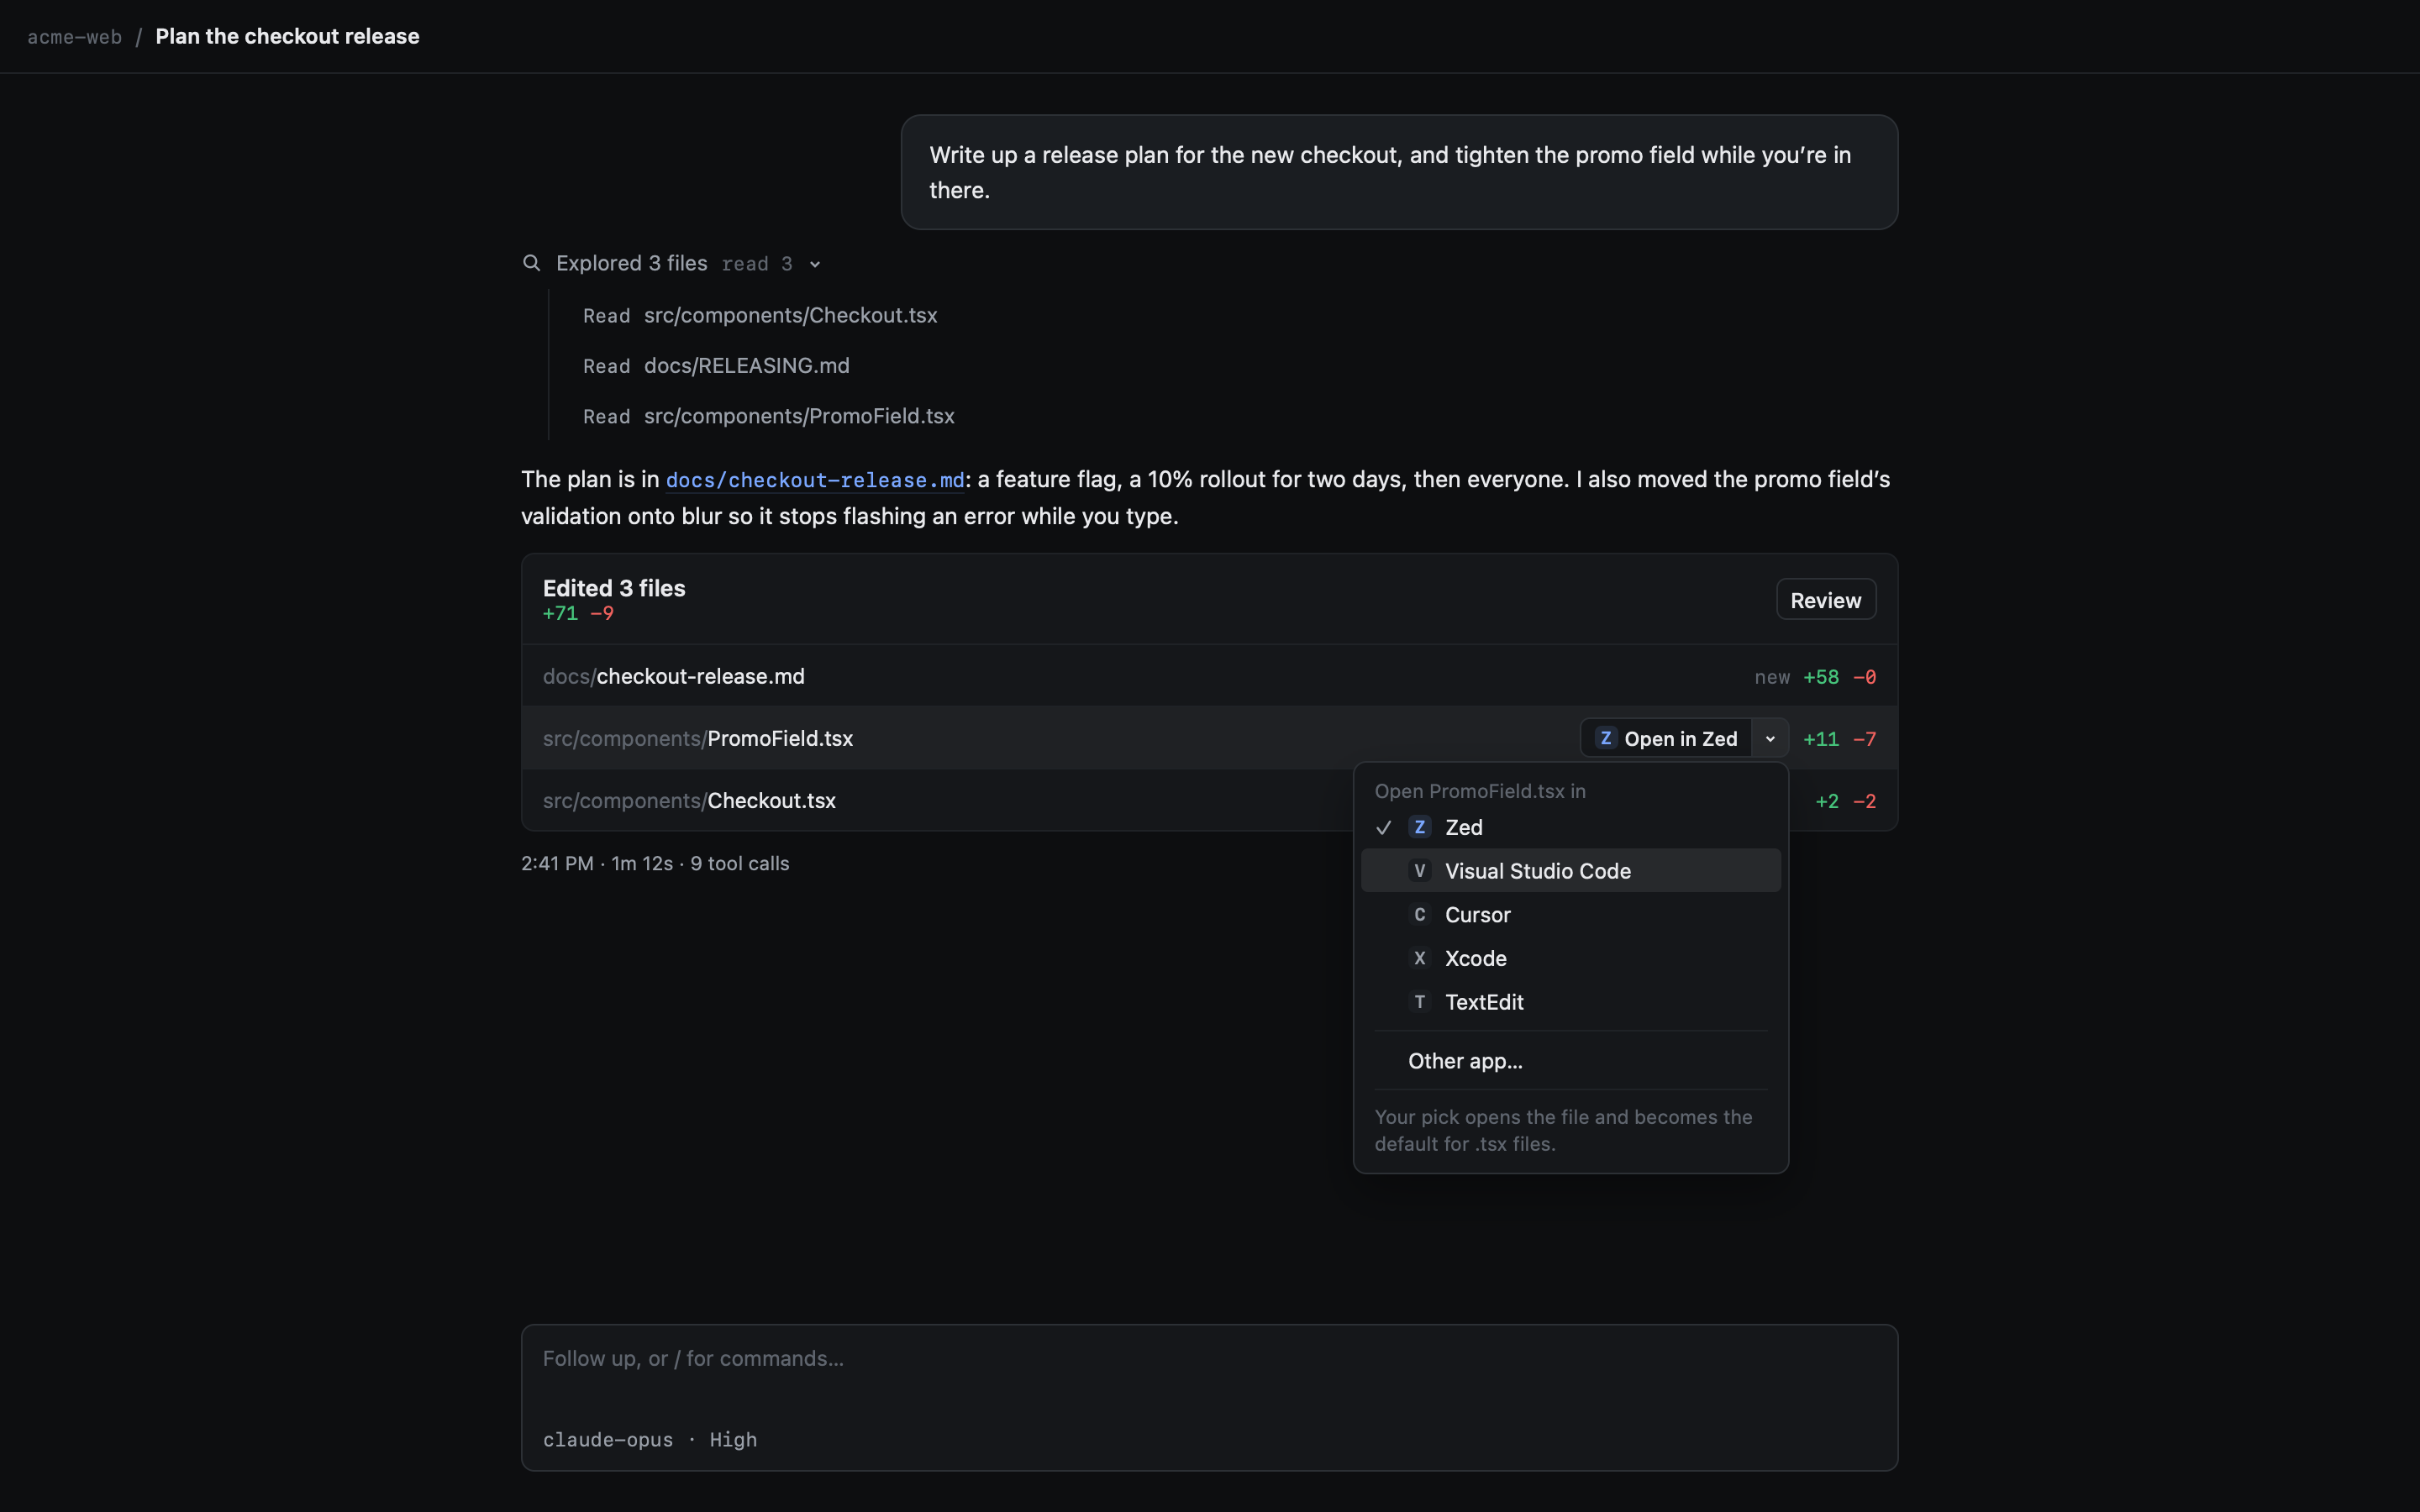 acme-web / Plan the checkout release
Write up a release plan for the new checkout, and tighten the promo field while you’re in
there.
Explored 3 files read 3
Read src/components/Checkout.tsx
Read docs/RELEASING.md
Read src/components/PromoField.tsx
The plan is in docs/checkout-release.md: a feature flag, a 10% rollout for two days, then everyone. I also moved the promo field’s
validation onto blur so it stops flashing an error while you type.
Edited 3 files
+71 −9
Review
docs/checkout-release.md new +58 −0
src/components/PromoField.tsx Z Open in Zed +11 −7
src/components/Checkout.tsx +2 −2
Open PromoField.tsx in
✓ Z Zed
V Visual Studio Code
C Cursor
X Xcode
T TextEdit
Other app…
Your pick opens the file and becomes the
default for .tsx files.
2:41 PM · 1m 12s · 9 tool calls
Follow up, or / for commands…
claude-opus · High